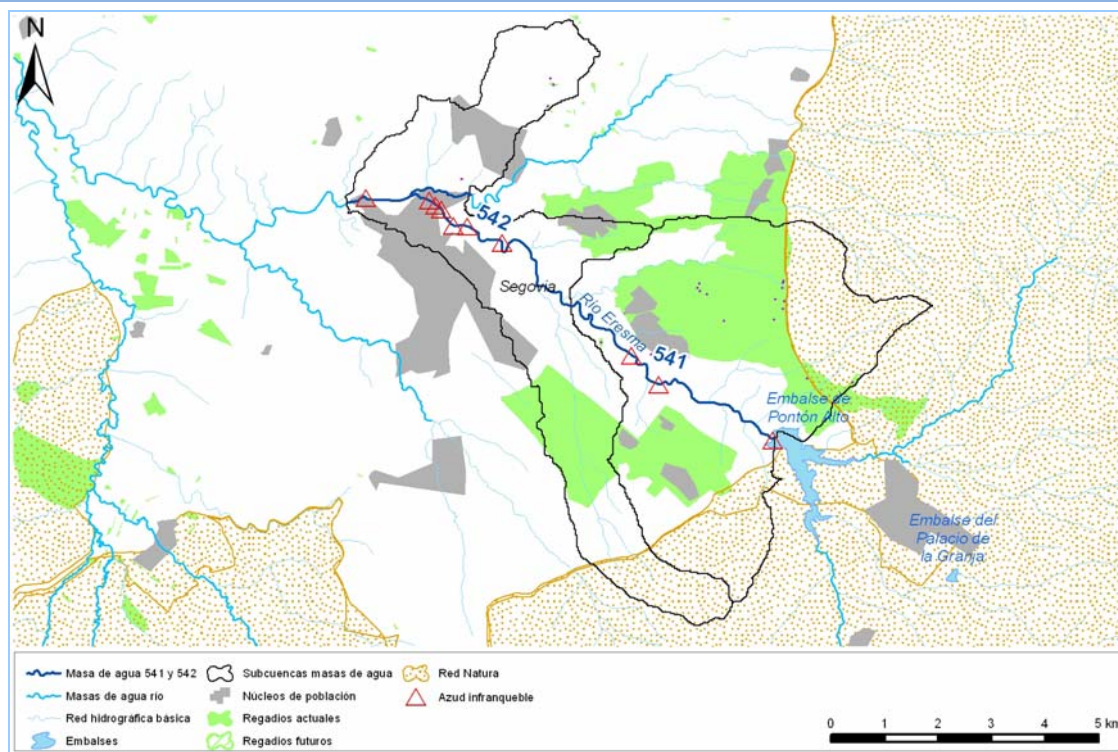 N
542
Segovia
Río Eresma
541
Embalse de
Pontón Alto
Embalse del
Palacio de
la Granja
Masa de agua 541 y 542
Subcuencas masas de agua
Red Natura
Masas de agua río
Núcleos de población
Azud infranqueble
Red hidrográfica básica
Regadíos actuales
Embalses
Regadíos futuros
0 1 2 3 4 5 km